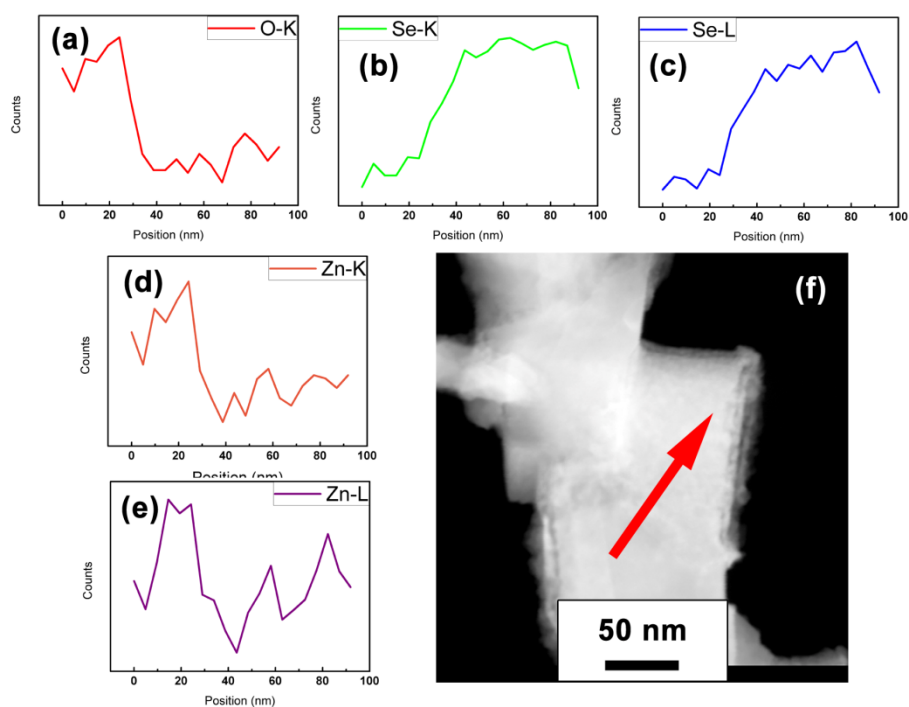 (a)
O-K
Counts
0 20 40 60 80 100
Position (nm)
(b)
Se-K
Counts
0 20 40 60 80 100
Position (nm)
(c)
Se-L
Counts
0 20 40 60 80 100
Position (nm)
(d)
Zn-K
Counts
0 20 40 60 80 100
Position (nm)
(e)
Zn-L
Counts
0 20 40 60 80 100
Position (nm)
(f)
50 nm